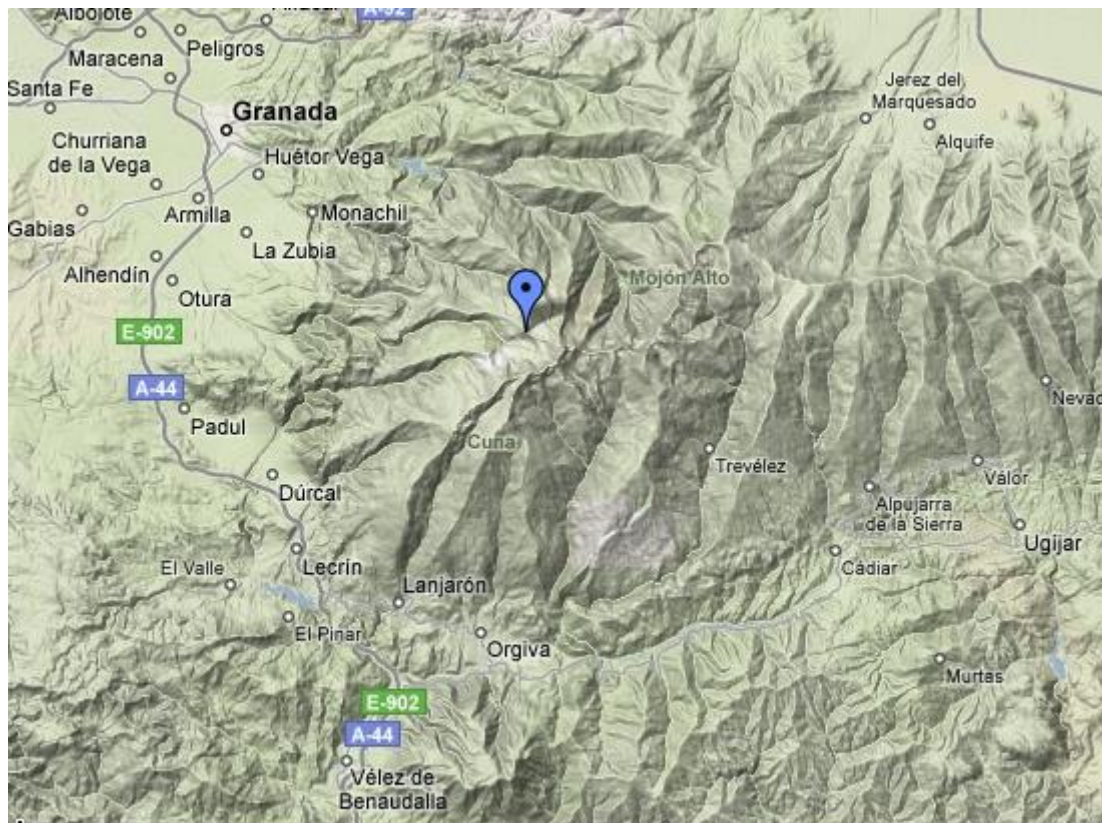 Albolote
A-92
Peligros
Maracena
Santa Fe
Jerez del
Marquesado
Granada
Alquife
Churriana
de la Vega
Huétor Vega
Gabias
Armilla
Monachil
La Zubia
Alhendín
Mojón Alto
Otura
E-902
A-44
Padul
Nevad
Cuna
Trevélez
Válor
Dúrcal
Alpujarra
de la Sierra
Ugíjar
Lecrín
El Valle
Cádiar
Lanjarón
El Pinar
Orgiva
Murtas
E-902
A-44
Vélez de
Benaudalla